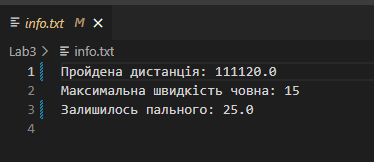 info.txt M ×
Lab3 > info.txt
1 Пройдена дистанція: 111120.0
2 Максимальна швидкість човна: 15
3 Залишилось пального: 25.0
4